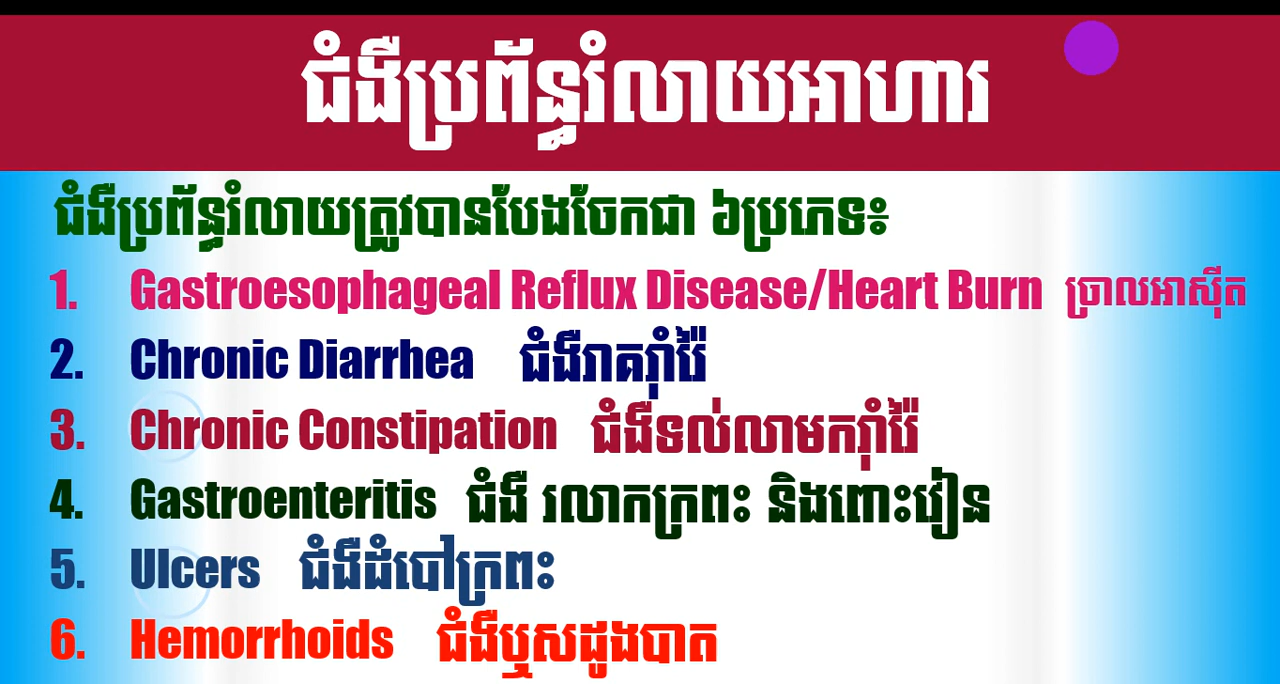 ជំងឺប្រព័ន្ធរំលាយអាហារ
ជំងឺប្រព័ន្ធរំលាយត្រូវបានបែងចែកជា ៦ប្រភេទ៖
1. Gastroesophageal Reflux Disease/Heart Burn ច្រាលអាស៊ីត
2. Chronic Diarrhea ជំងឺរាគរ៉ាំរ៉ៃ
3. Chronic Constipation ជំងឺទល់លាមករ៉ាំរ៉ៃ
4. Gastroenteritis ជំងឺ រលាកក្រពះ និងពោះវៀន
5. Ulcers ជំងឺដំបៅក្រពះ
6. Hemorrhoids ជំងឺឬសដូងបាត